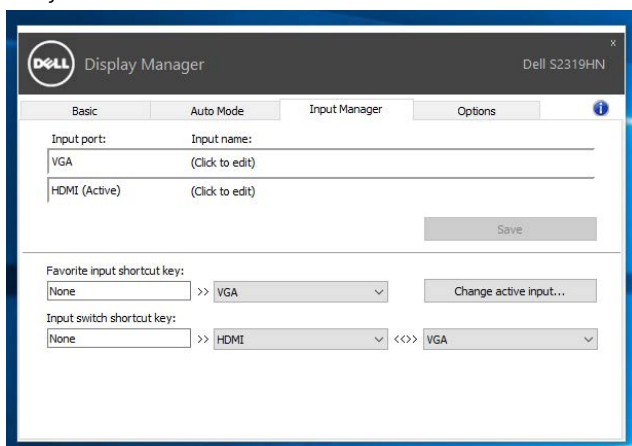 DELL Display Manager
x
Dell S2319HN
Basic Auto Mode Input Manager Options i
Input port: Input name:
VGA (Click to edit)
HDMI (Active) (Click to edit)
Save
Favorite input shortcut key:
None >> VGA Change active input...
Input switch shortcut key:
None >> HDMI <<>> VGA